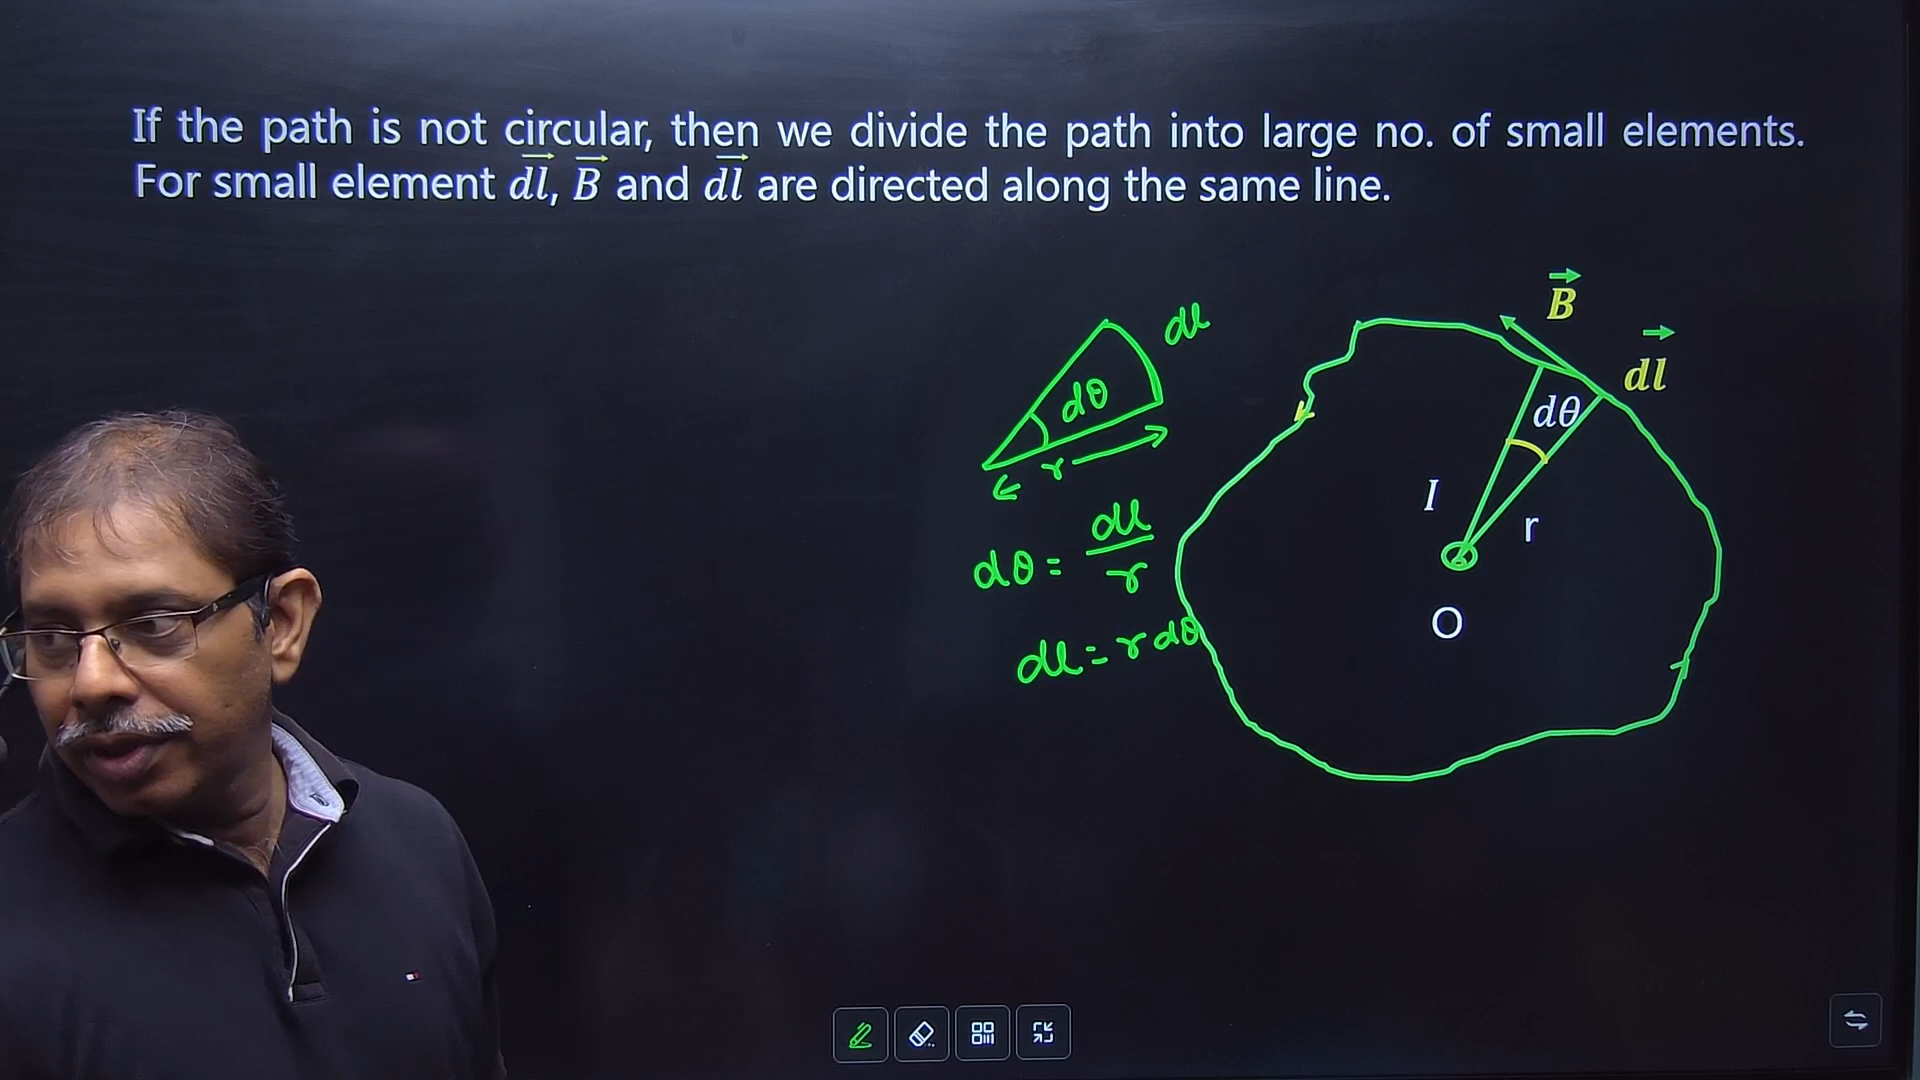 If the path is not circular, then we divide the path into large no. of small elements.
For small element dl⃗, B⃗ and dl⃗ are directed along the same line.
B⃗
dl⃗
dl
dθ
r
dθ
I
r
O
dθ = dl/r
dl = r dθ